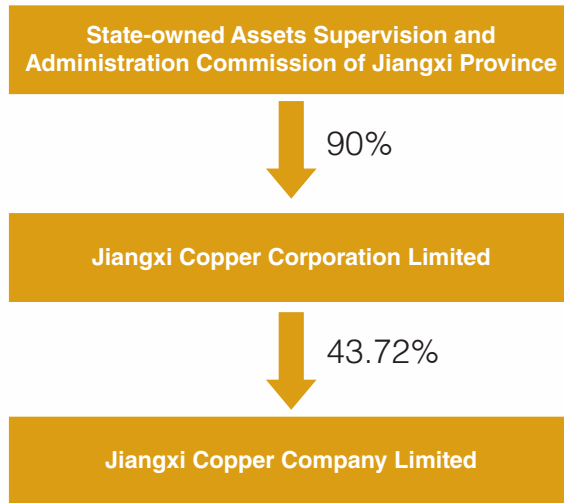 State-owned Assets Supervision and
Administration Commission of Jiangxi Province
90%
Jiangxi Copper Corporation Limited
43.72%
Jiangxi Copper Company Limited